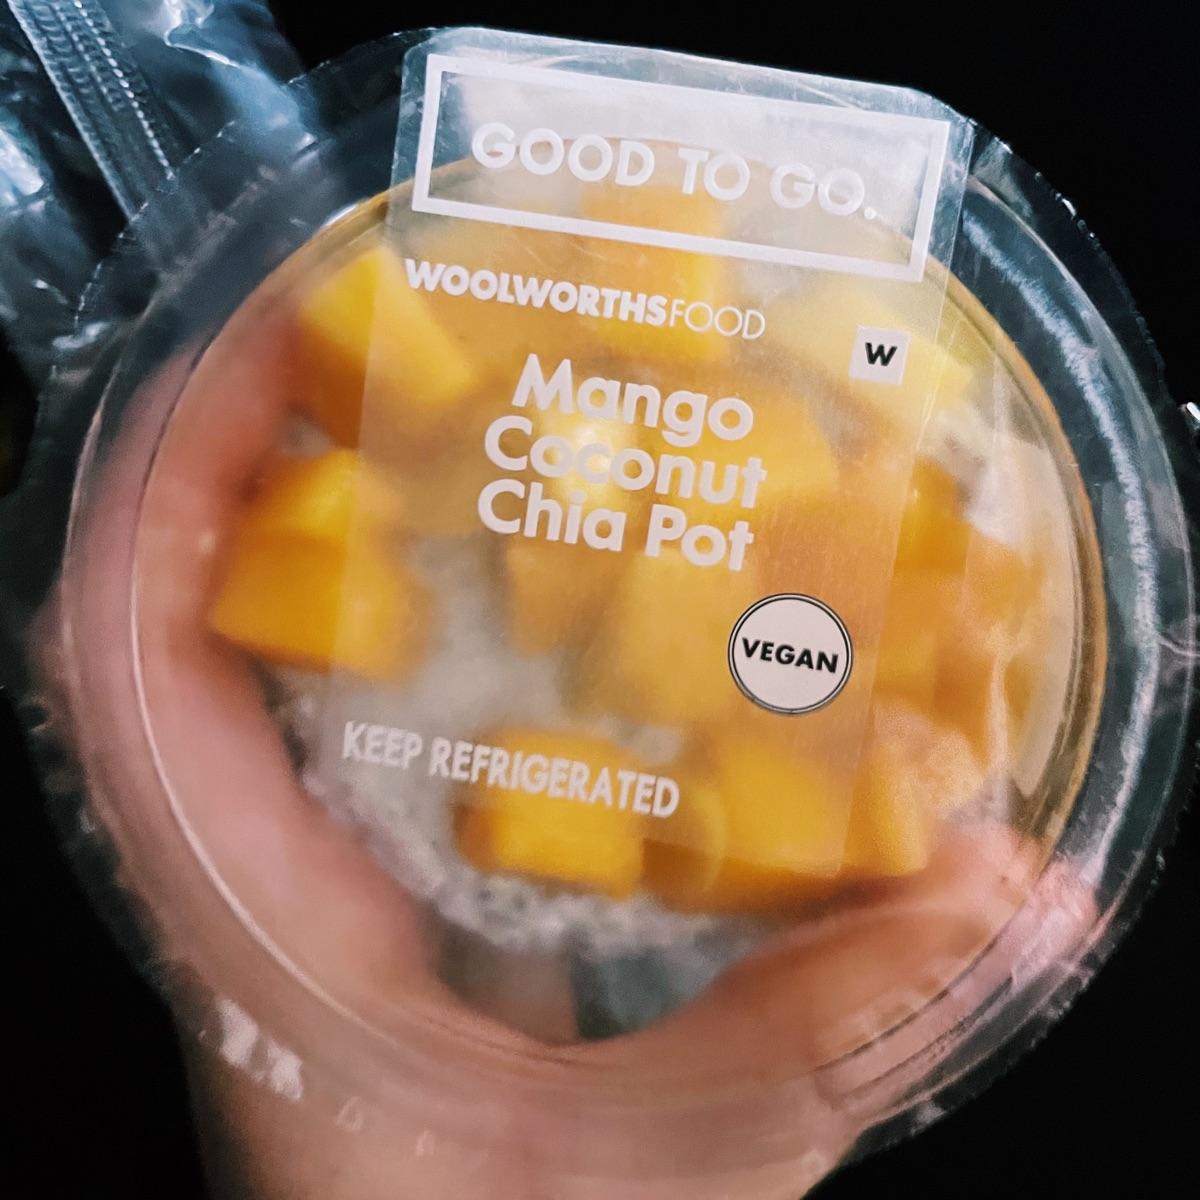 GOOD TO GO.
WOOLWORTHSFOOD
W
Mango
Coconut
Chia Pot
VEGAN
KEEP REFRIGERATED